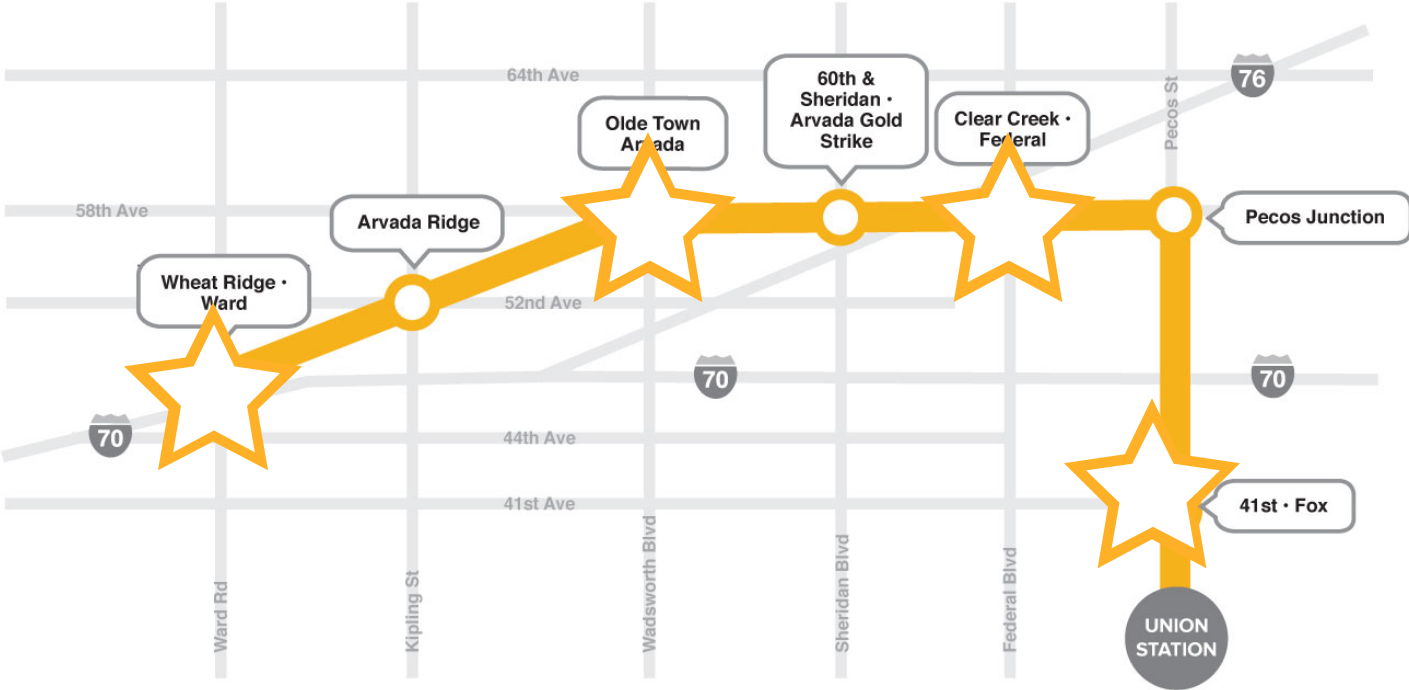 64th Ave
76
60th &
Sheridan •
Arvada Gold
Strike
Clear Creek •
Federal
Olde Town
Arvada
Pecos St
58th Ave
Arvada Ridge
Pecos Junction
Wheat Ridge •
Ward
52nd Ave
70
70
70
44th Ave
41st Ave
41st • Fox
Ward Rd
Kipling St
Wadsworth Blvd
Sheridan Blvd
Federal Blvd
UNION
STATION